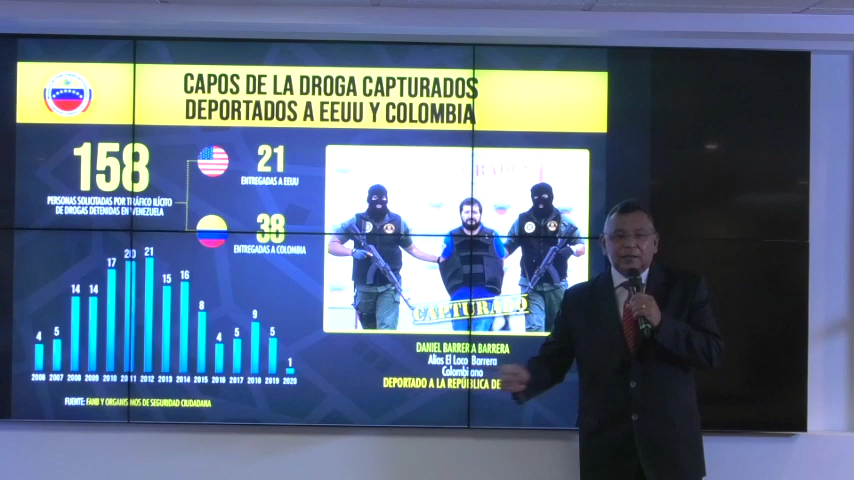 CAPOS DE LA DROGA CAPTURADOS
DEPORTADOS A EEUU Y COLOMBIA
158
PERSONAS SOLICITADAS POR TRÁFICO ILÍCITO
DE DROGAS DETENIDAS EN VENEZUELA
21
ENTREGADAS A EEUU
38
ENTREGADAS A COLOMBIA
4 5 14 14 17 20 21 15 16 8 4 5 9 5 1
2006 2007 2008 2009 2010 2011 2012 2013 2014 2015 2016 2017 2018 2019 2020
FUENTE: FANB Y ORGANISMOS DE SEGURIDAD CIUDADANA
CAPTURADO
DANIEL BARRERA BARRERA
Alias El Loco Barrera
Colombiano
DEPORTADO A LA REPÚBLICA DE